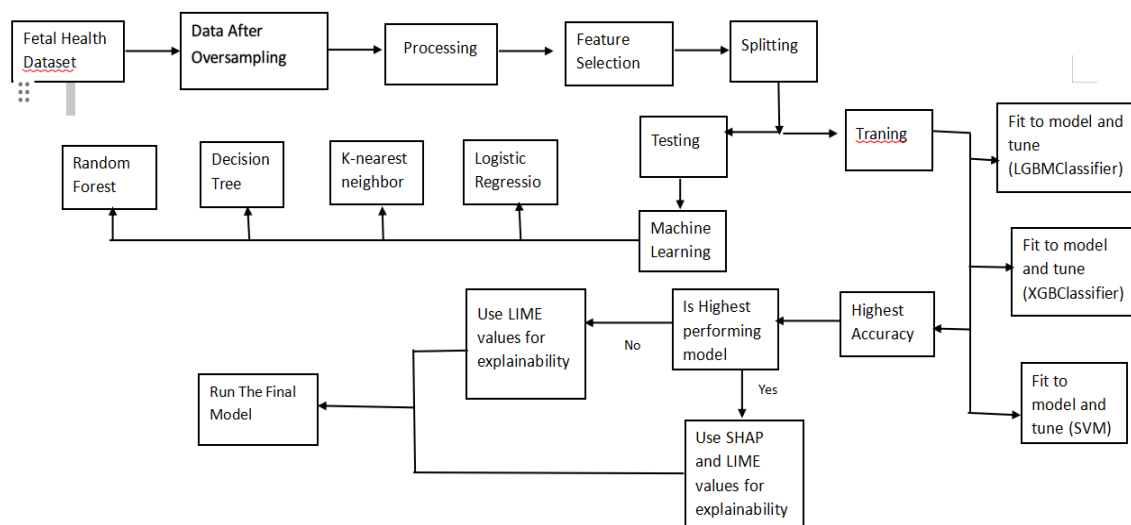 Fetal Health
Dataset
Data After
Oversampling
Processing
Feature
Selection
Splitting
Testing
Traning
Fit to model and
tune
(LGBMClassifier)
Random
Forest
Decision
Tree
K-nearest
neighbor
Logistic
Regressio
Machine
Learning
Fit to model
and tune
(XGBClassifier)
Use LIME
values for
explainability
No
Is Highest
performing
model
Highest
Accuracy
Yes
Run The Final
Model
Fit to
model and
tune (SVM)
Use SHAP
and LIME
values for
explainability